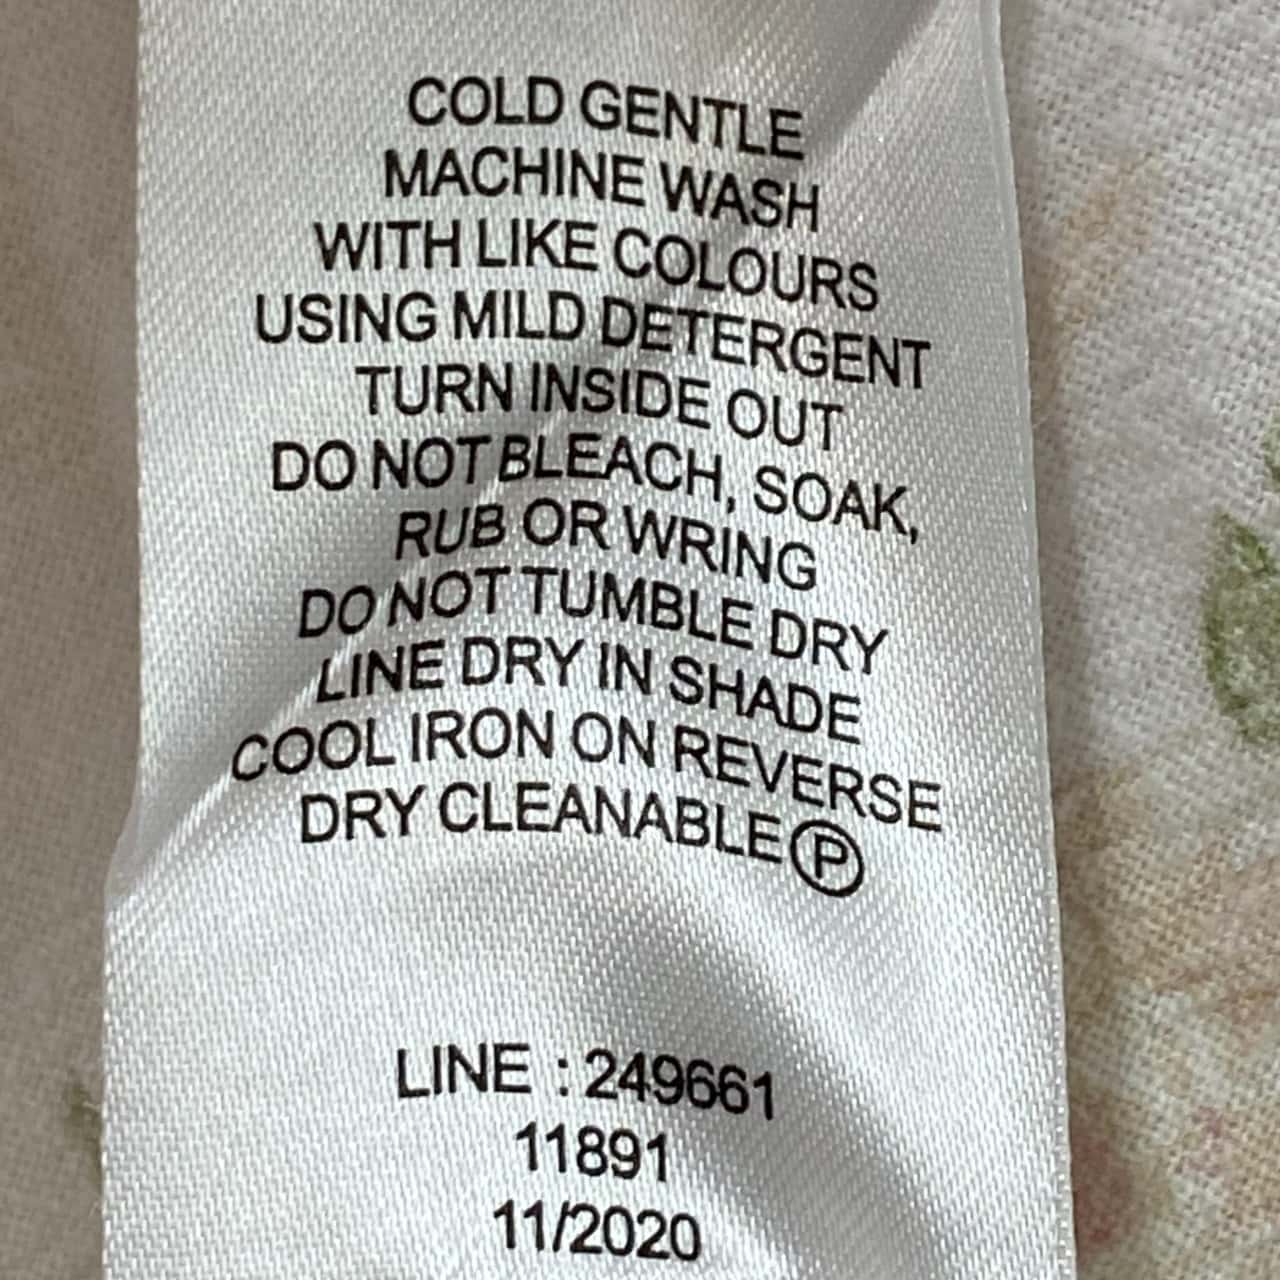 COLD GENTLE
MACHINE WASH
WITH LIKE COLOURS
USING MILD DETERGENT
TURN INSIDE OUT
DO NOT BLEACH, SOAK,
RUB OR WRING
DO NOT TUMBLE DRY
LINE DRY IN SHADE
COOL IRON ON REVERSE
DRY CLEANABLE Ⓟ
LINE : 249661
11891
11/2020